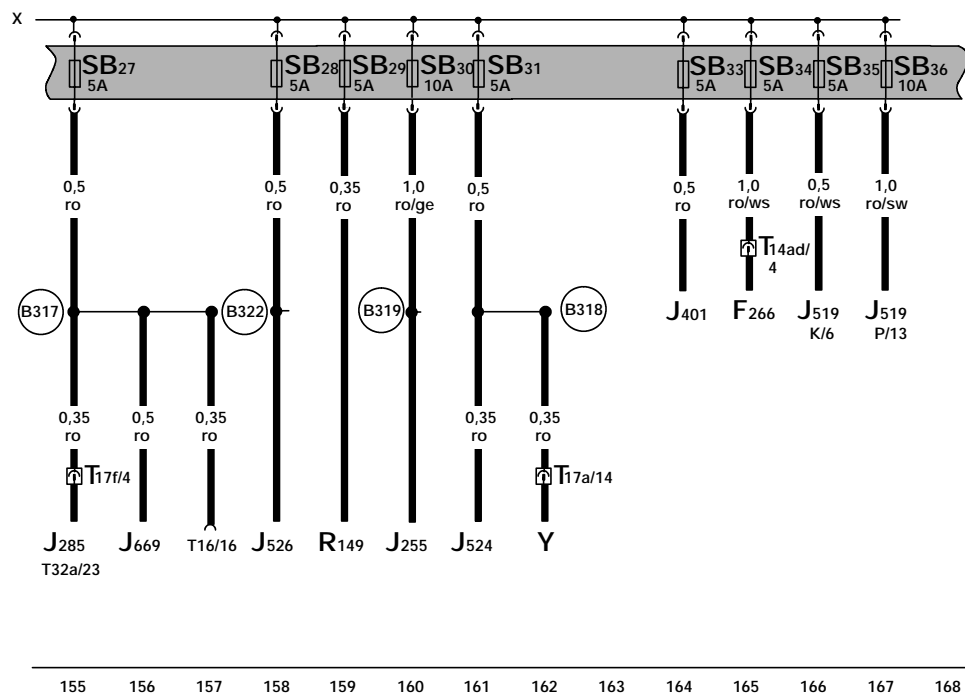 X
SB27 SB28 SB29 SB30 SB31 SB33 SB34 SB35 SB36
5A 5A 5A 10A 5A 5A 5A 5A 10A
0,5 0,5 0,35 1,0 0,5 0,5 1,0 0,5 1,0
ro ro ro ro/ge ro ro ro/ws ro/ws ro/sw
T14ad/
4
B317 B322 B319 B318
J401 F266 J519 J519
K/6 P/13
0,35 0,5 0,35 0,35 0,35
ro ro ro ro ro
T17f/4 T17a/14
J285 J669 T16/16 J526 R149 J255 J524 Y
T32a/23
155 156 157 158 159 160 161 162 163 164 165 166 167 168